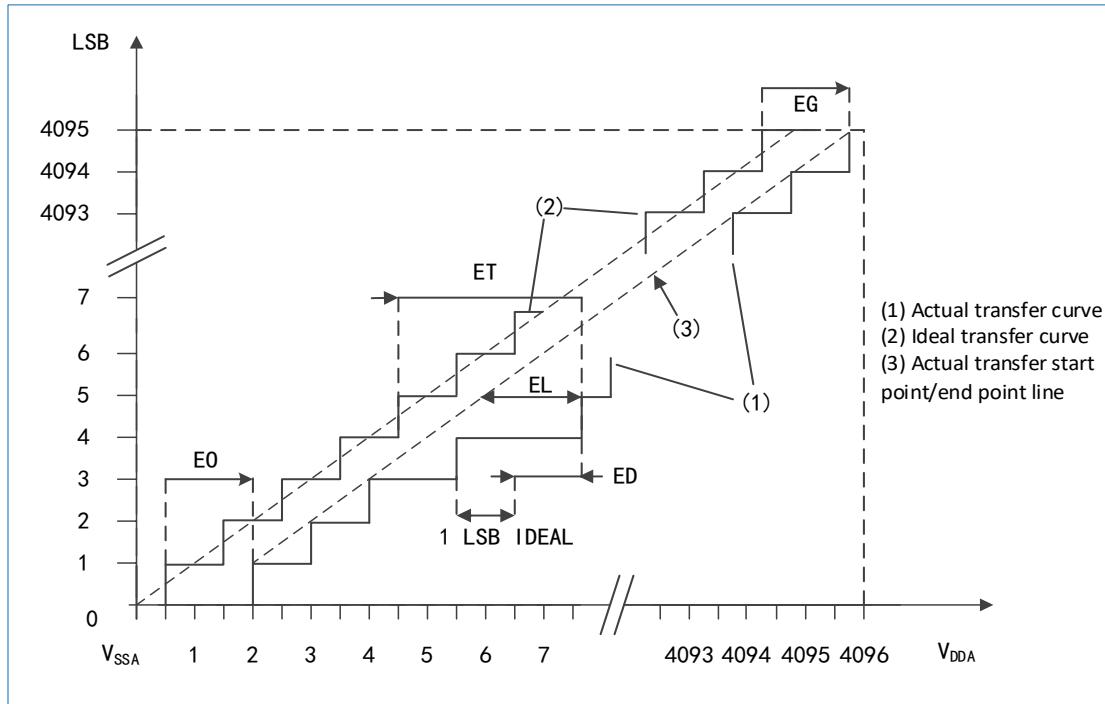 LSB
EG
4095
4094
4093
(2)
ET
7
(3)
6
(1) Actual transfer curve
(2) Ideal transfer curve
(3) Actual transfer start
point/end point line
5
EL
(1)
4
EO
3
ED
2
1 LSB IDEAL
1
0
VSSA 1 2 3 4 5 6 7 4093 4094 4095 4096 VDDA